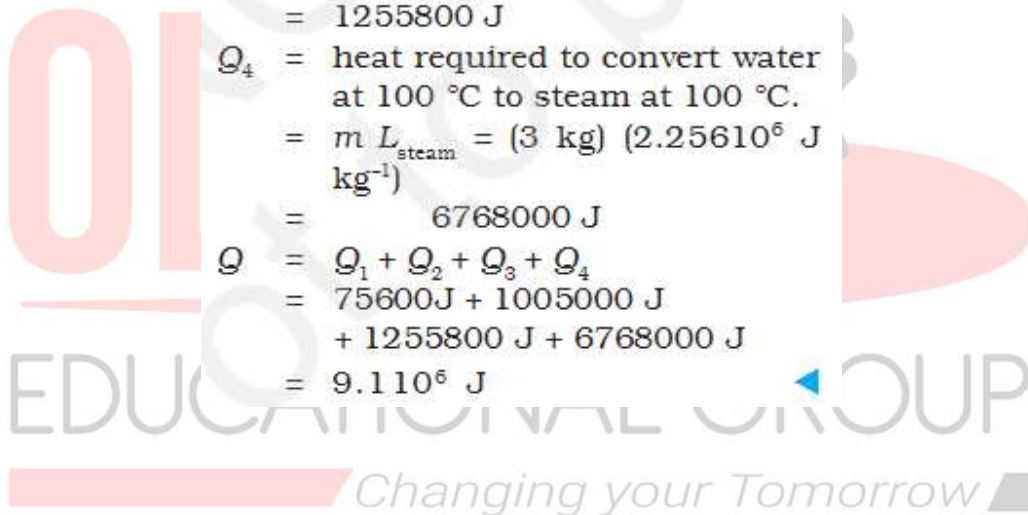 = 1255800 J
Q₄ = heat required to convert water
at 100 °C to steam at 100 °C.
= m L_steam = (3 kg) (2.25610⁶ J
kg⁻¹)
= 6768000 J
Q = Q₁ + Q₂ + Q₃ + Q₄
= 75600J + 1005000 J
+ 1255800 J + 6768000 J
= 9.110⁶ J
EDUCATIONAL GROUP
Changing your Tomorrow